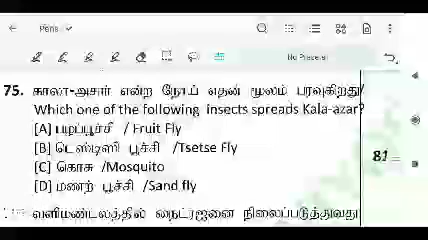 Pens
No Presets
75. காலா-அசார் என்ற நோய் எதன் மூலம் பரவுகிறது/
Which one of the following insects spreads Kala-azar?
[A] பழப்பூச்சீ / Fruit Fly
[B] டெஸ்டிஸி பூச்சி /Tsetse Fly
[C] கொசு /Mosquito
[D] மணற் பூச்சி /Sand fly
81
வளிமண்டலத்தில் நைட்ரஜனை நிலைப்படுத்துவது